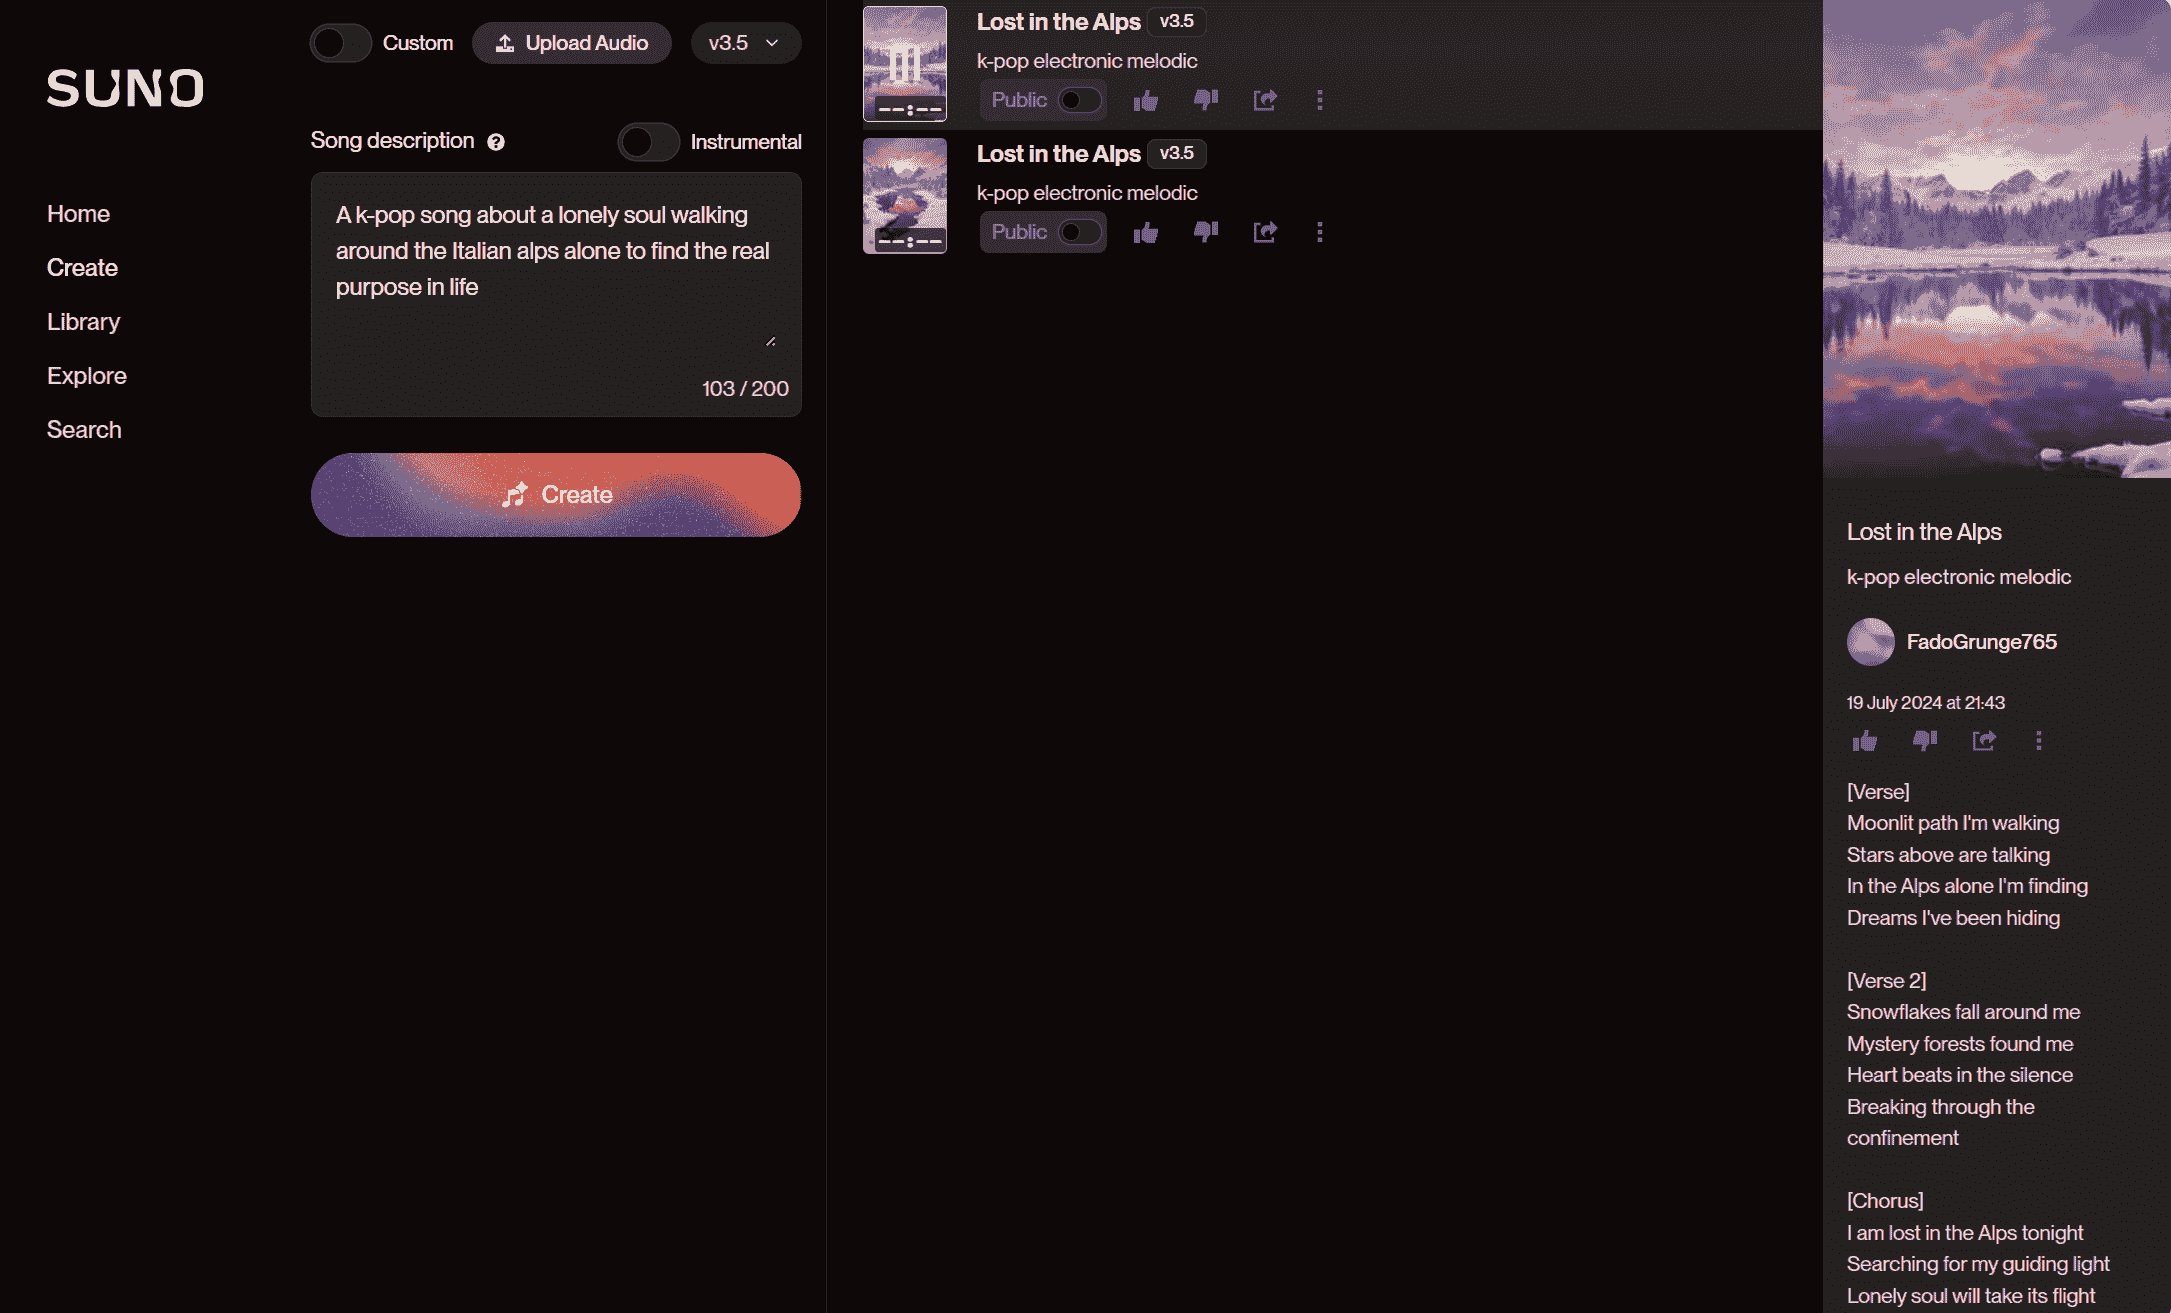 SUNO
Home
Create
Library
Explore
Search
Custom
Upload Audio
v3.5
Song description
Instrumental
A k-pop song about a lonely soul walking
around the Italian alps alone to find the real
purpose in life
103 / 200
Create
Lost in the Alps v3.5
k-pop electronic melodic
Public
--:--
Lost in the Alps v3.5
k-pop electronic melodic
Public
--:--
Lost in the Alps
k-pop electronic melodic
FadoGrunge765
19 July 2024 at 21:43
[Verse]
Moonlit path I'm walking
Stars above are talking
In the Alps alone I'm finding
Dreams I've been hiding
[Verse 2]
Snowflakes fall around me
Mystery forests found me
Heart beats in the silence
Breaking through the
confinement
[Chorus]
I am lost in the Alps tonight
Searching for my guiding light
Lonely soul will take its flight